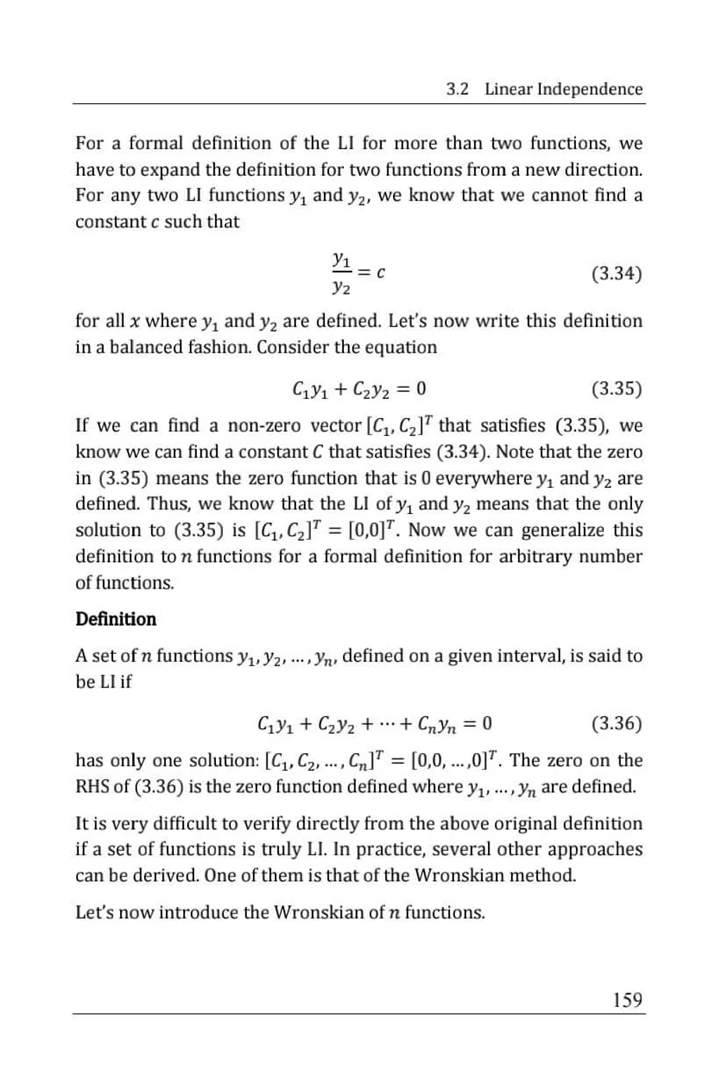 3.2 Linear Independence
For a formal definition of the LI for more than two functions, we
have to expand the definition for two functions from a new direction.
For any two LI functions y₁ and y₂, we know that we cannot find a
constant c such that
y₁/y₂ = c (3.34)
for all x where y₁ and y₂ are defined. Let's now write this definition
in a balanced fashion. Consider the equation
C₁y₁ + C₂y₂ = 0 (3.35)
If we can find a non-zero vector [C₁, C₂]ᵀ that satisfies (3.35), we
know we can find a constant C that satisfies (3.34). Note that the zero
in (3.35) means the zero function that is 0 everywhere y₁ and y₂ are
defined. Thus, we know that the LI of y₁ and y₂ means that the only
solution to (3.35) is [C₁, C₂]ᵀ = [0,0]ᵀ. Now we can generalize this
definition to n functions for a formal definition for arbitrary number
of functions.
Definition
A set of n functions y₁, y₂, ..., yₙ, defined on a given interval, is said to
be LI if
C₁y₁ + C₂y₂ + ⋯ + Cₙyₙ = 0 (3.36)
has only one solution: [C₁, C₂, ..., Cₙ]ᵀ = [0,0, ...,0]ᵀ. The zero on the
RHS of (3.36) is the zero function defined where y₁, ..., yₙ are defined.
It is very difficult to verify directly from the above original definition
if a set of functions is truly LI. In practice, several other approaches
can be derived. One of them is that of the Wronskian method.
Let's now introduce the Wronskian of n functions.
159